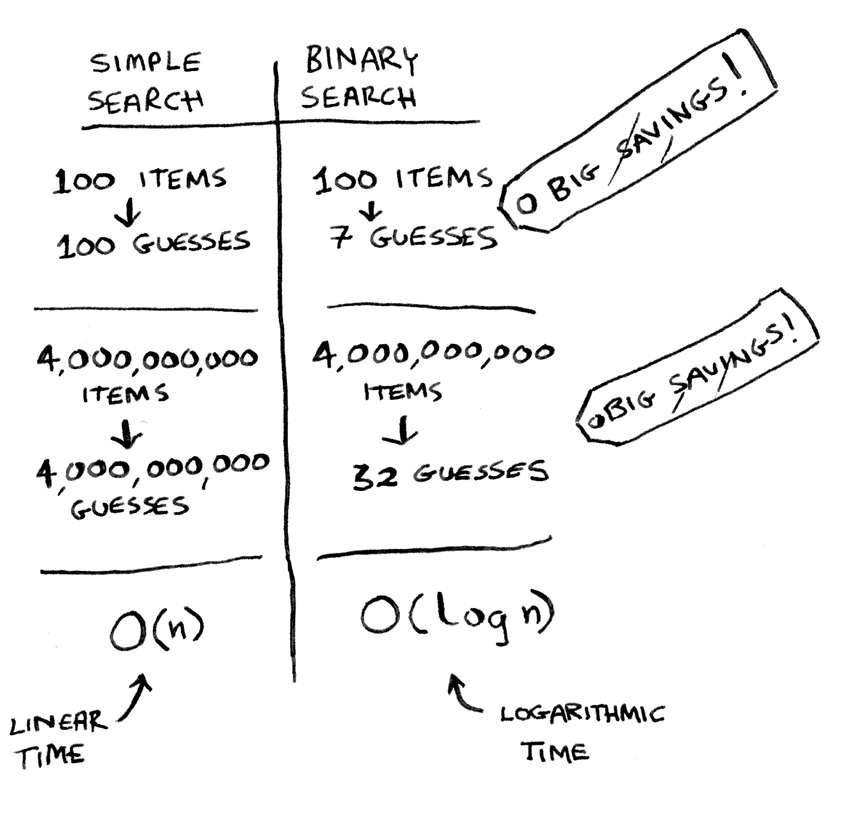 SIMPLE
SEARCH
BINARY
SEARCH
100 ITEMS
100 GUESSES
100 ITEMS
7 GUESSES
BIG SAVINGS!
4,000,000,000
ITEMS
4,000,000,000
GUESSES
4,000,000,000
ITEMS
32 GUESSES
BIG SAVINGS!
O(n)
O(log n)
LINEAR
TIME
LOGARITHMIC
TIME